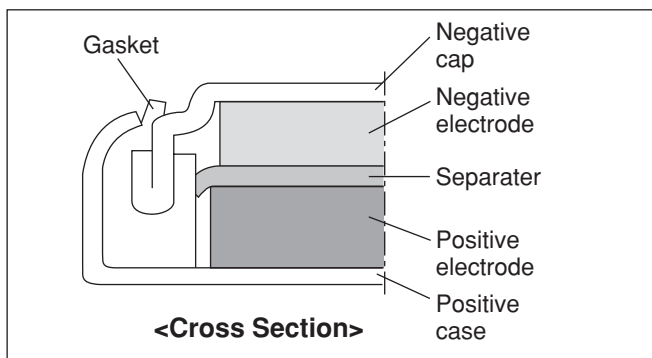 Gasket
Negative
cap
Negative
electrode
Separater
Positive
electrode
Positive
case
<Cross Section>